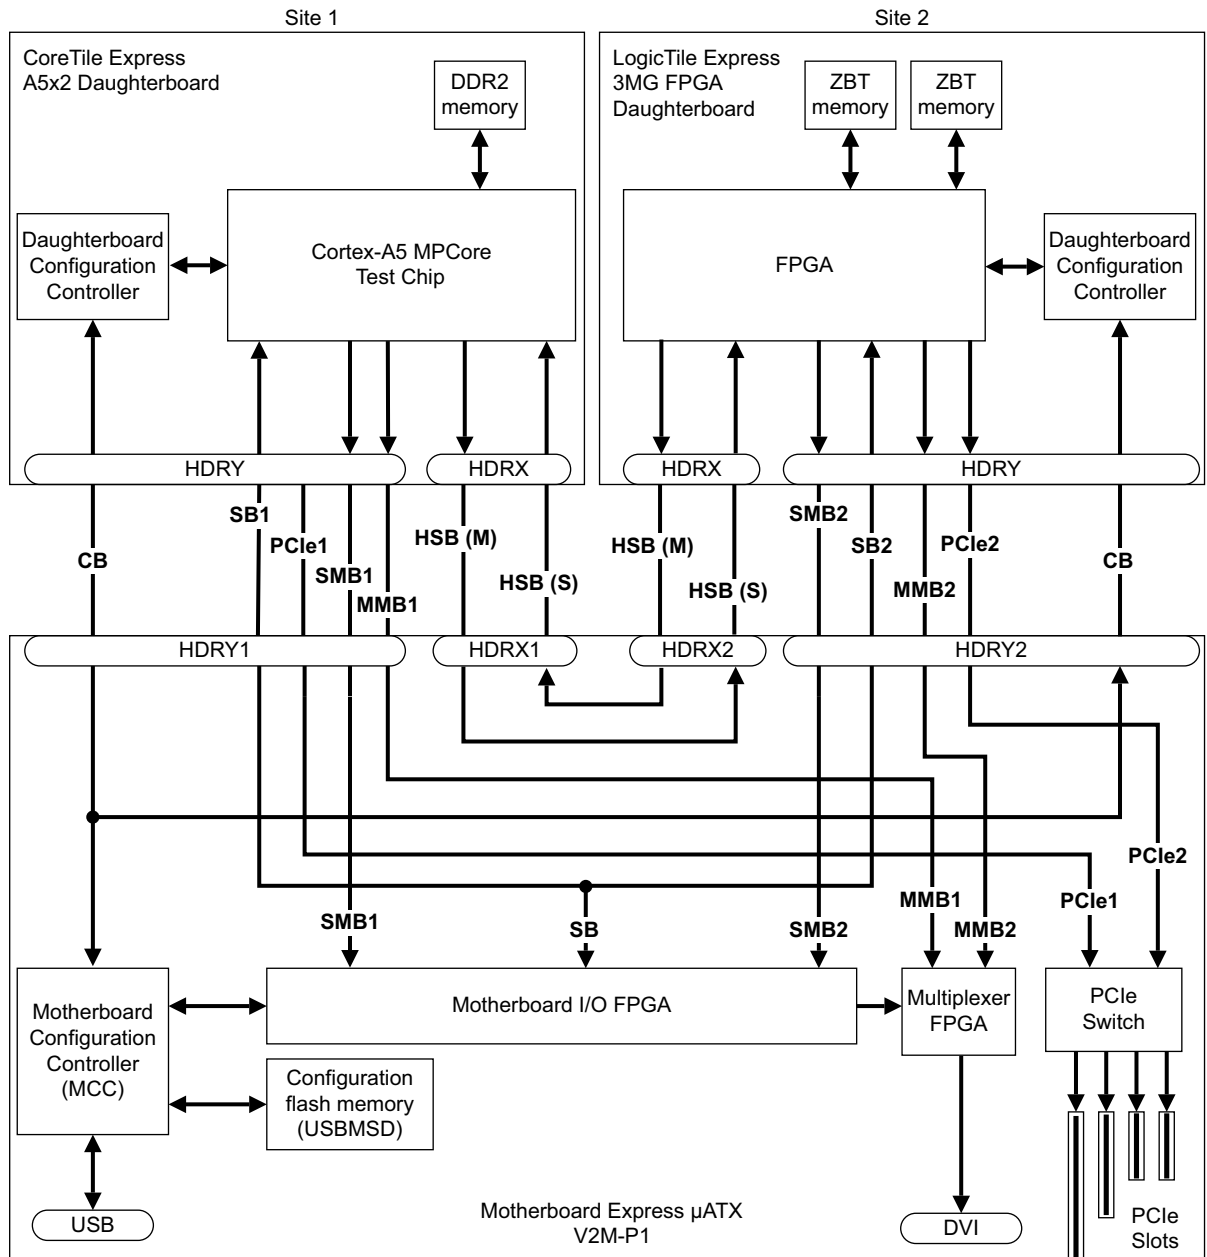 Site 1
Site 2
CoreTile Express
A5x2 Daughterboard
DDR2
memory
LogicTile Express
3MG FPGA
Daughterboard
ZBT
memory
ZBT
memory
Daughterboard
Configuration
Controller
Cortex-A5 MPCore
Test Chip
FPGA
Daughterboard
Configuration
Controller
HDRY
HDRX
HDRX
HDRY
CB
SB1
PCIe1
SMB1
MMB1
HSB (M)
HSB (S)
HSB (M)
HSB (S)
SMB2
SB2
MMB2
PCIe2
CB
HDRY1
HDRX1
HDRX2
HDRY2
SMB1
SB
SMB2
MMB1
MMB2
PCIe1
PCIe2
Motherboard
Configuration
Controller
(MCC)
Motherboard I/O FPGA
Multiplexer
FPGA
PCIe
Switch
Configuration
flash memory
(USBMSD)
USB
Motherboard Express µATX
V2M-P1
DVI
PCIe
Slots